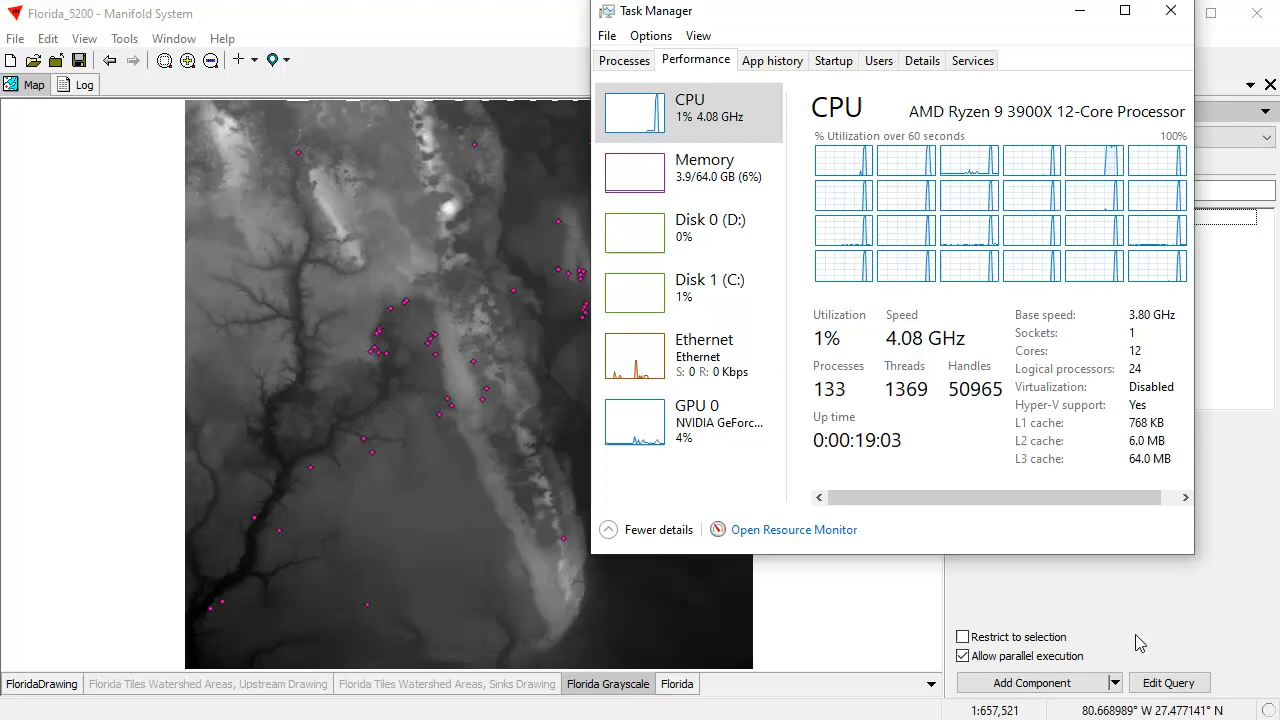 Florida_5200 - Manifold System
File Edit View Tools Window Help
Map Log
FloridaDrawing Florida Tiles Watershed Areas, Upstream Drawing Florida Tiles Watershed Areas, Sinks Drawing Florida Grayscale Florida
Task Manager
File Options View
Processes Performance App history Startup Users Details Services
CPU
1% 4.08 GHz
Memory
3.9/64.0 GB (6%)
Disk 0 (D:)
0%
Disk 1 (C:)
1%
Ethernet
Ethernet
S: 0 R: 0 Kbps
GPU 0
NVIDIA GeForc...
4%
CPU AMD Ryzen 9 3900X 12-Core Processor
% Utilization over 60 seconds 100%
Utilization Speed
1% 4.08 GHz
Processes Threads Handles
133 1369 50965
Up time
0:00:19:03
Base speed: 3.80 GHz
Sockets: 1
Cores: 12
Logical processors: 24
Virtualization: Disabled
Hyper-V support: Yes
L1 cache: 768 KB
L2 cache: 6.0 MB
L3 cache: 64.0 MB
Fewer details Open Resource Monitor
Restrict to selection
Allow parallel execution
Add Component Edit Query
1:657,521 80.668989° W 27.477141° N